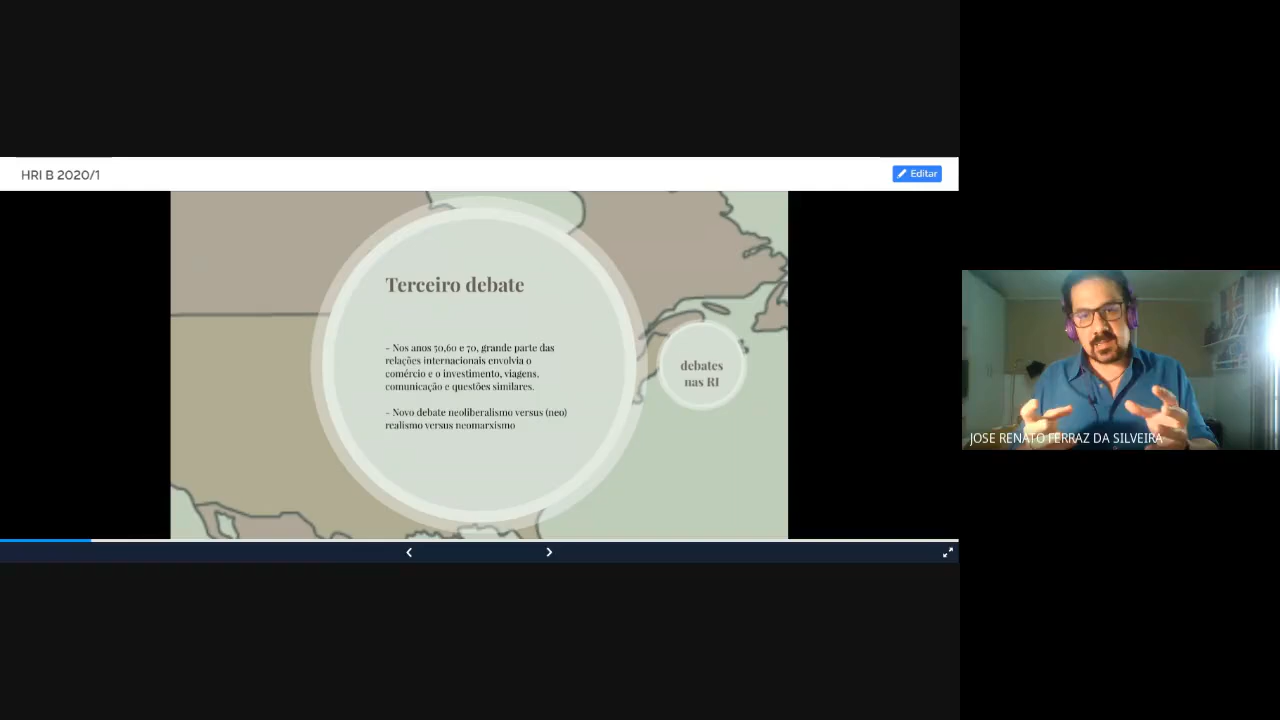 HRI B 2020/1
Editar
Terceiro debate
- Nos anos 50,60 e 70, grande parte das
relações internacionais envolvia o
comércio e o investimento, viagens,
comunicação e questões similares.
- Novo debate neoliberalismo versus (neo)
realismo versus neomarxismo
debates
nas RI
JOSE RENATO FERRAZ DA SILVEIRA